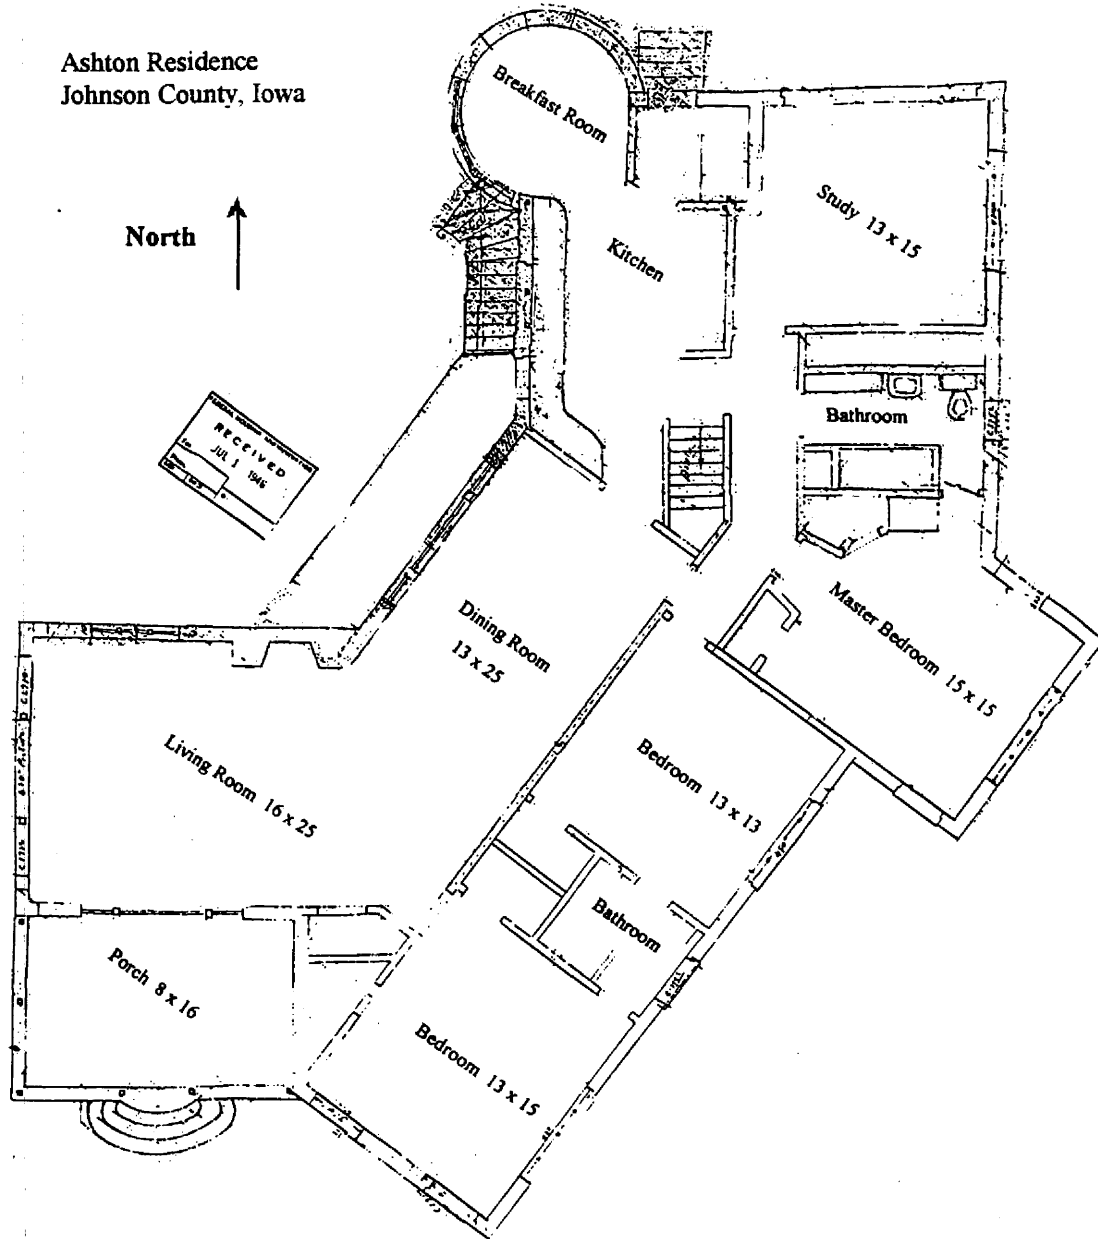 Ashton Residence
Johnson County, Iowa
North
Breakfast Room
Study 13 x 15
Kitchen
Bathroom
RECEIVED
JUL 1 1946
Dining Room
13 x 25
Master Bedroom 15 x 15
Living Room 16 x 25
Bedroom 13 x 13
Bathroom
Porch 8 x 16
Bedroom 13 x 15